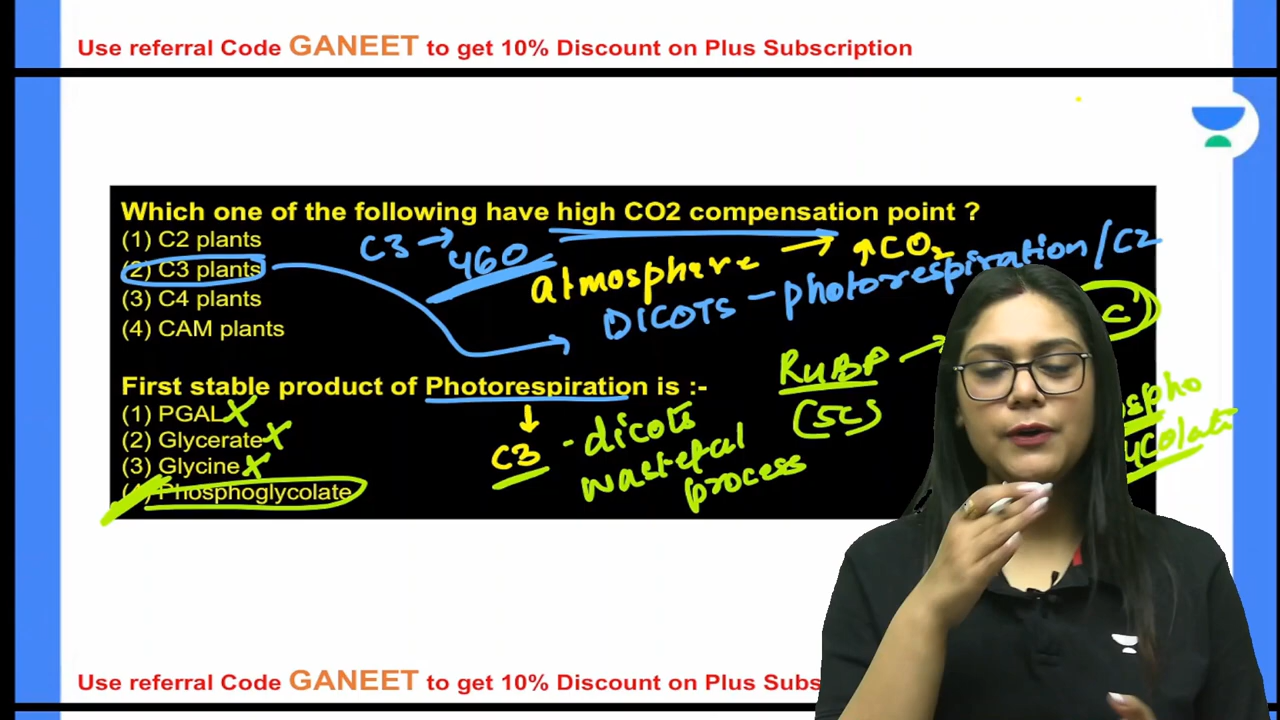 Use referral Code GANEET to get 10% Discount on Plus Subscription
Which one of the following have high CO2 compensation point ?
(1) C2 plants
(2) C3 plants
(3) C4 plants
(4) CAM plants
C3 → 460
atmosphere → ↑CO2
DICOTS - photorespiration/C2
C
First stable product of Photorespiration is :-
(1) PGAL X
(2) Glycerate X
(3) Glycine X
(4) Phosphoglycolate
C3 - dicots
wasteful
process
RuBP →
(5C)
Use referral Code GANEET to get 10% Discount on Plus Subs